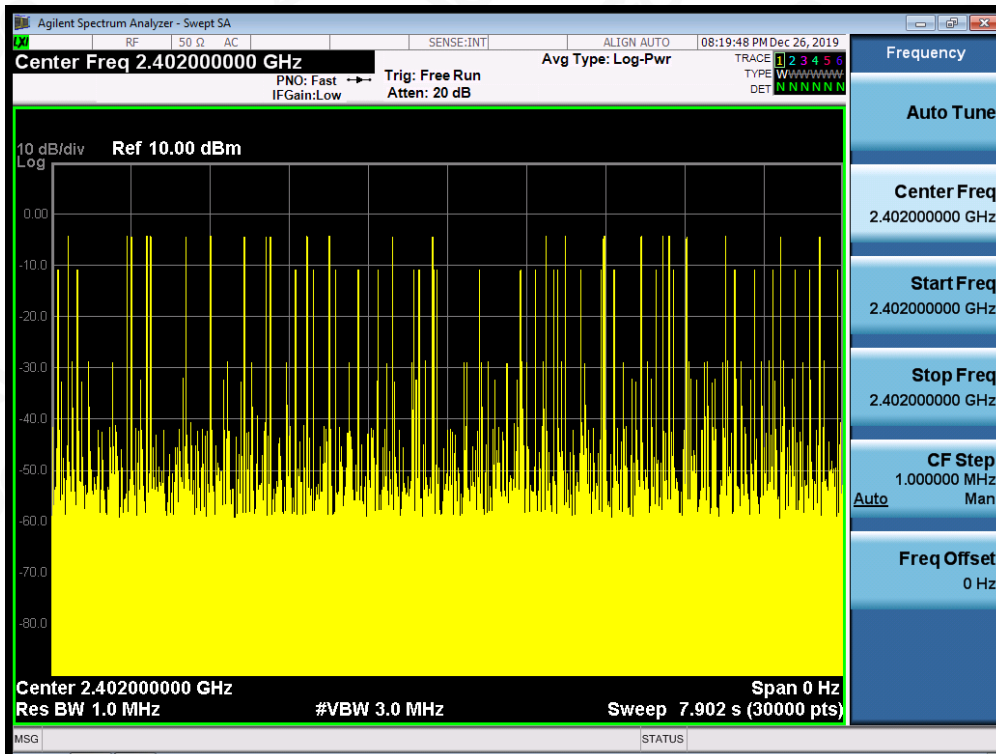 Agilent Spectrum Analyzer - Swept SA
LXI RF 50 Ω AC SENSE:INT ALIGN AUTO 08:19:48 PM Dec 26, 2019
Center Freq 2.402000000 GHz
PNO: Fast
IFGain:Low
Trig: Free Run
Atten: 20 dB
Avg Type: Log-Pwr
TRACE 1 2 3 4 5 6
TYPE WWWWWWW
DET N N N N N N
10 dB/div
Log
Ref 10.00 dBm
0.00
-10.0
-20.0
-30.0
-40.0
-50.0
-60.0
-70.0
-80.0
Center 2.402000000 GHz
Span 0 Hz
Res BW 1.0 MHz
#VBW 3.0 MHz
Sweep 7.902 s (30000 pts)
MSG
STATUS
Frequency
Auto Tune
Center Freq
2.402000000 GHz
Start Freq
2.402000000 GHz
Stop Freq
2.402000000 GHz
CF Step
1.000000 MHz
Auto Man
Freq Offset
0 Hz